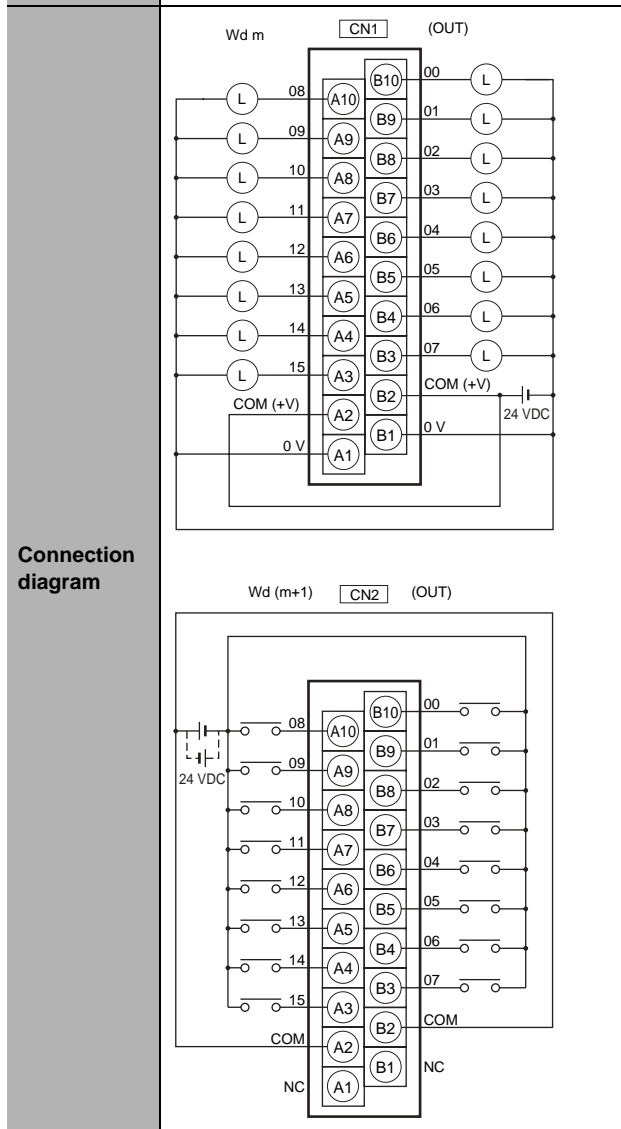 Connection
diagram
Wd m CN1 (OUT)
B10 00 L
L 08 A10
B9 01 L
L 09 A9
B8 02 L
L 10 A8
B7 03 L
L 11 A7
B6 04 L
L 12 A6
B5 05 L
L 13 A5
B4 06 L
L 14 A4
B3 07 L
L 15 A3
B2 COM (+V)
COM (+V) A2
24 VDC
B1 0 V
0 V A1
Wd (m+1) CN2 (OUT)
B10 00
08 A10
B9 01
09 A9
24 VDC
B8 02
10 A8
B7 03
11 A7
B6 04
12 A6
B5 05
13 A5
B4 06
14 A4
B3 07
15 A3
B2 COM
COM A2
B1 NC
NC A1